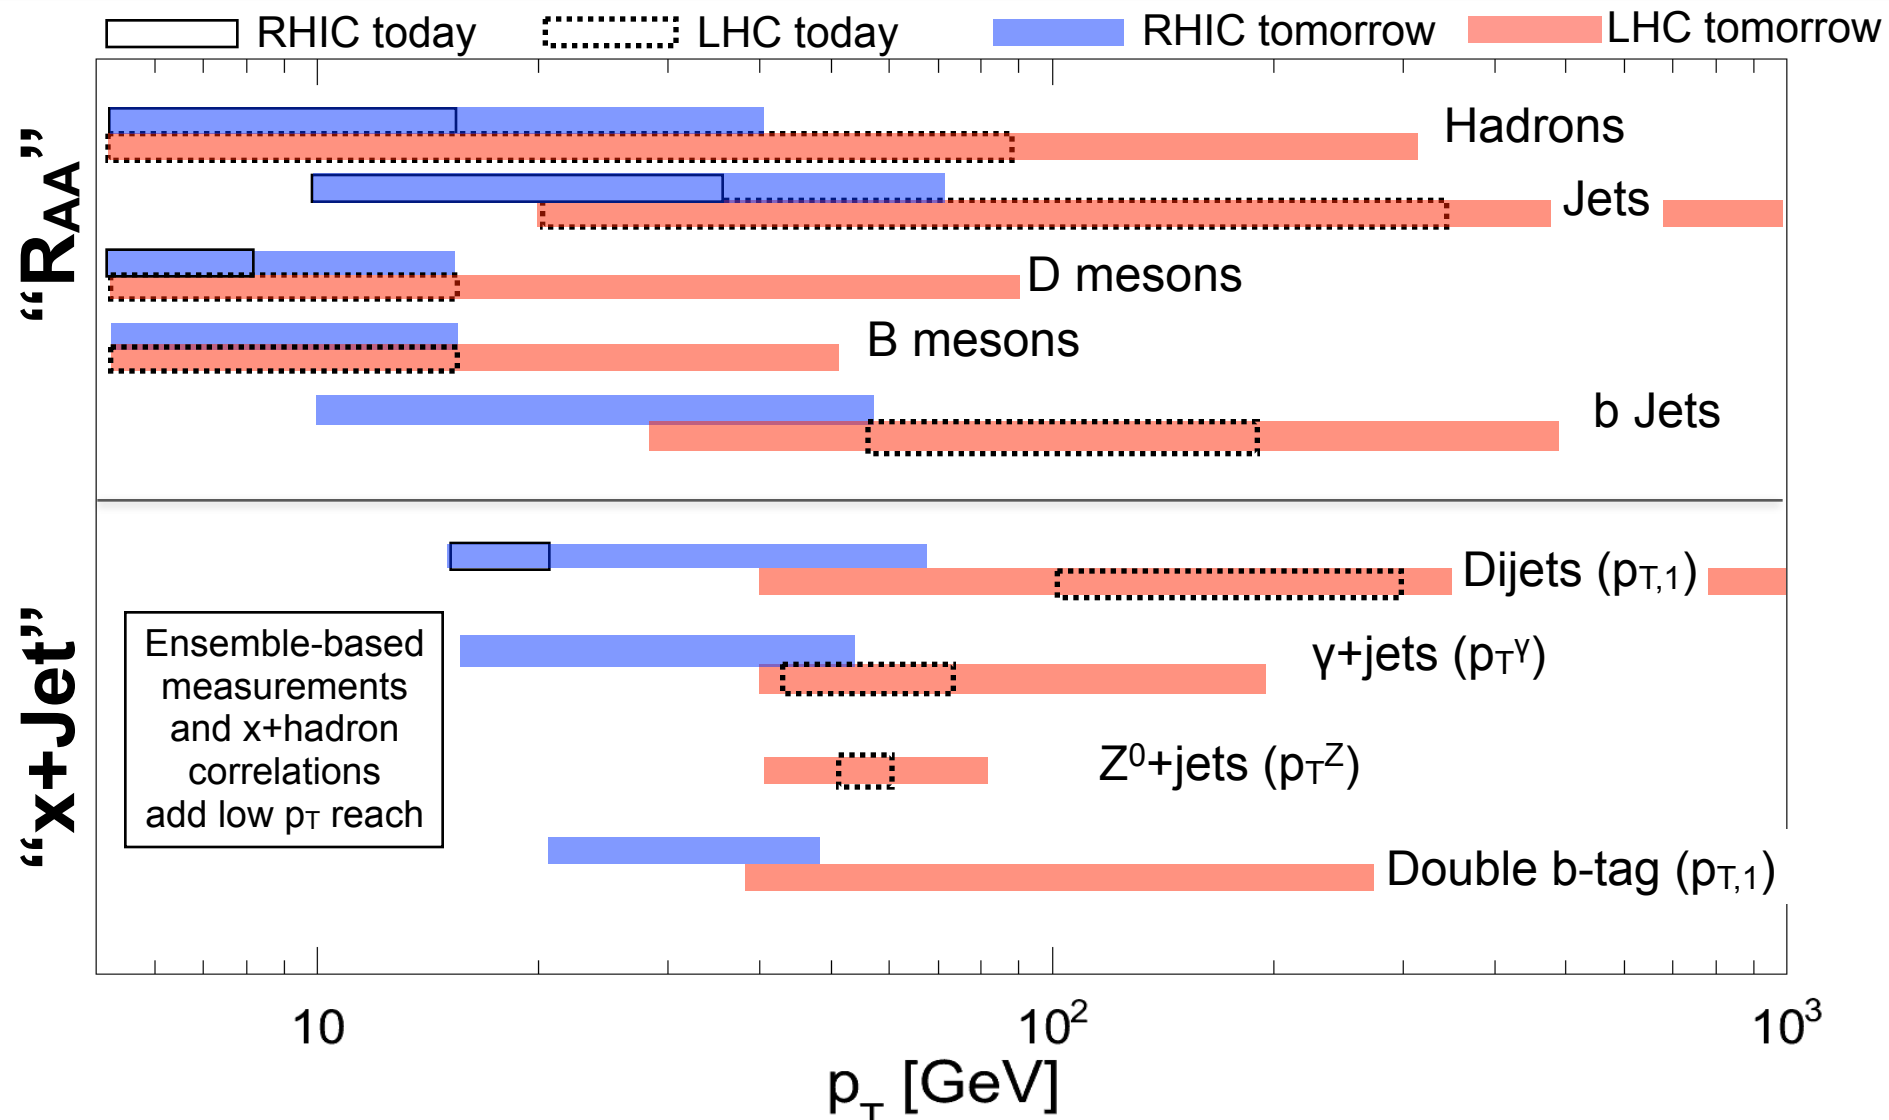 RHIC today LHC today RHIC tomorrow LHC tomorrow
“RAA”
Hadrons
Jets
D mesons
B mesons
b Jets
“x+Jet”
Dijets (pT,1)
Ensemble-based
measurements
and x+hadron
correlations
add low pT reach
γ+jets (pTγ)
Z0+jets (pTZ)
Double b-tag (pT,1)
10 102 103
pT [GeV]